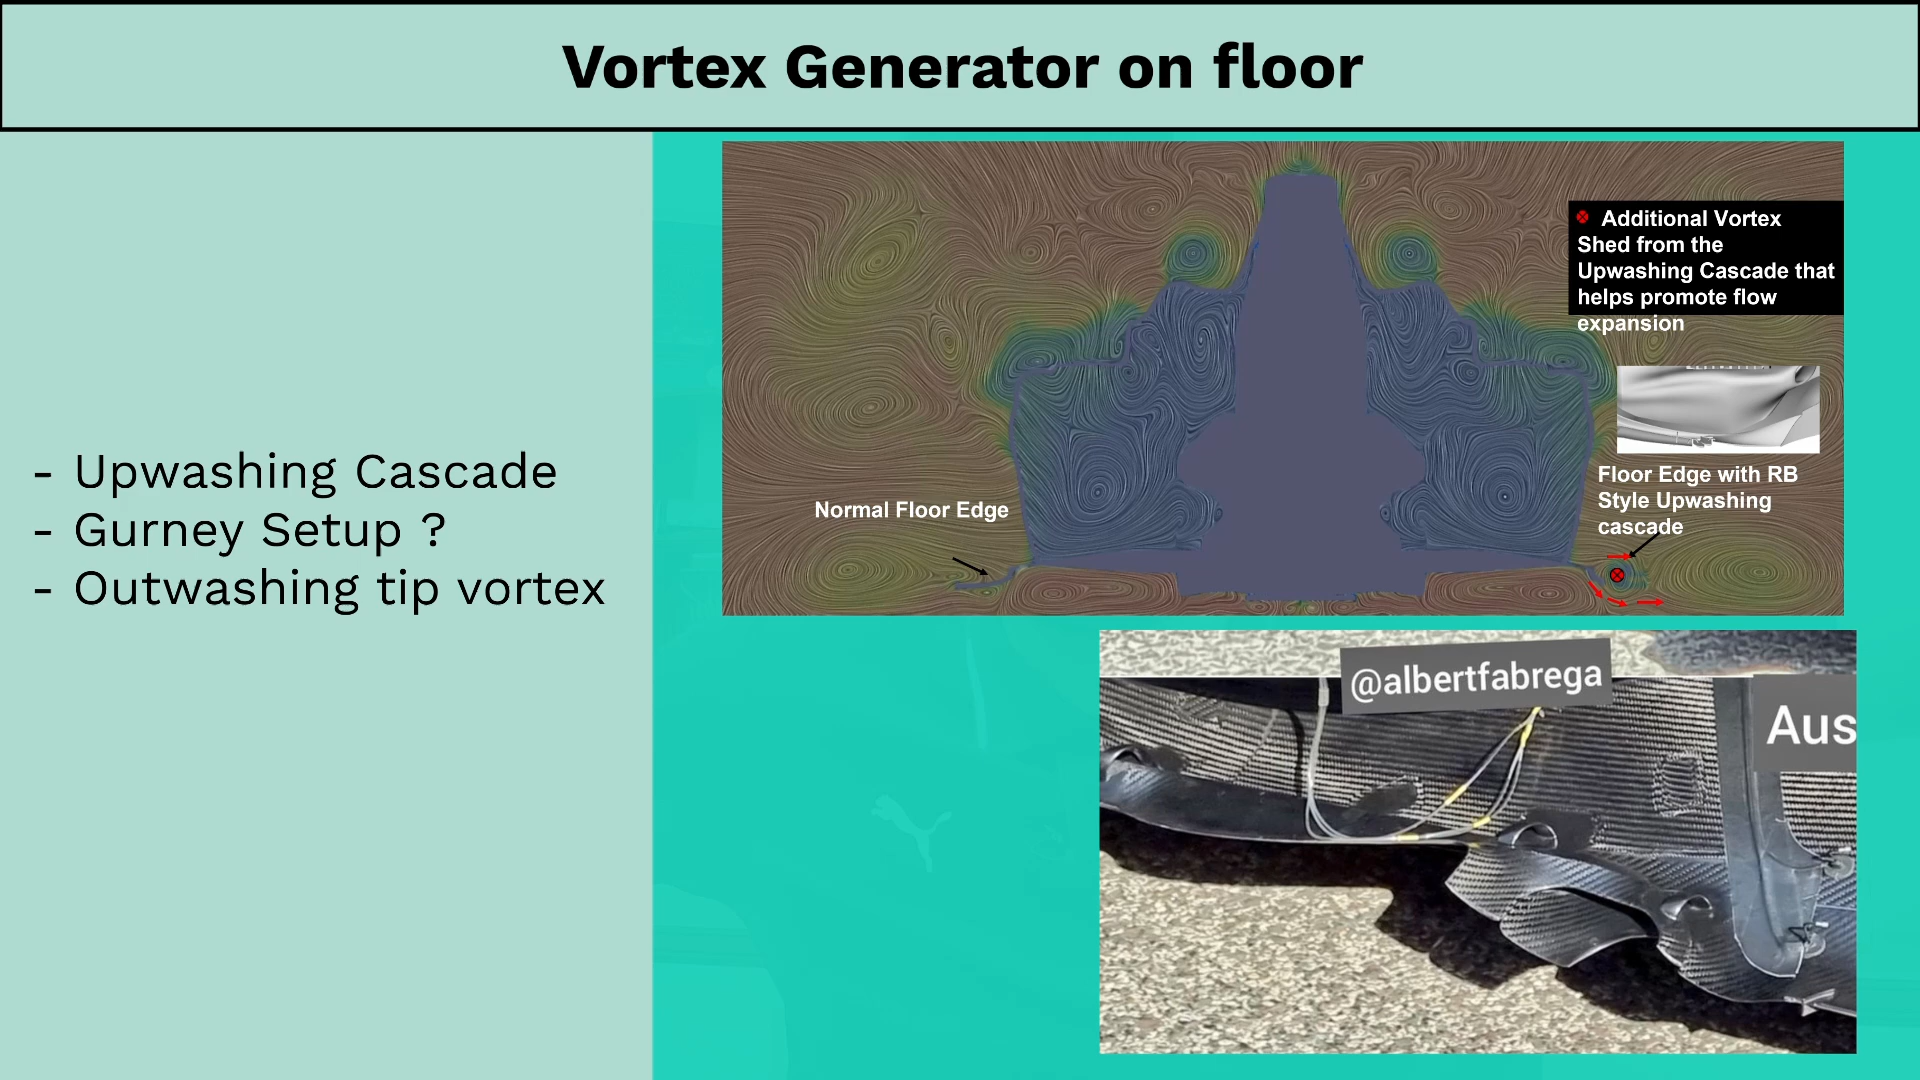 Vortex Generator on floor
- Upwashing Cascade
- Gurney Setup ?
- Outwashing tip vortex
Additional Vortex
Shed from the
Upwashing Cascade that
helps promote flow
expansion
Floor Edge with RB
Style Upwashing
cascade
Normal Floor Edge
@albertfabrega
Aus